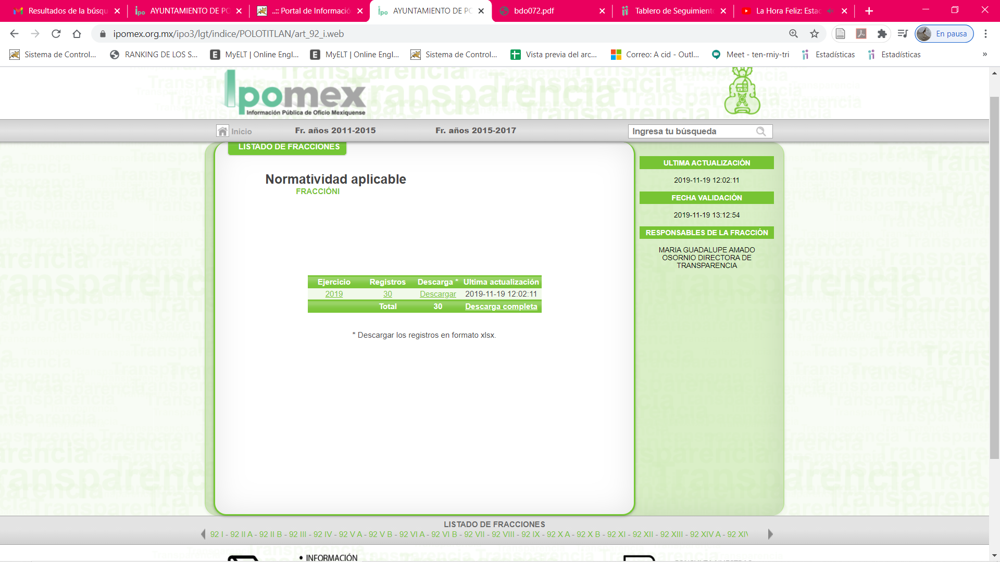 Resultados de la búsqu
AYUNTAMIENTO DE PO
..:: Portal de Informació
AYUNTAMIENTO DE PO
bdo072.pdf
Tablero de Seguimient
La Hora Feliz: Estac
ipomex.org.mx/ipo3/lgt/indice/POLOTITLAN/art_92_i.web
En pausa
Sistema de Control...
RANKING DE LOS S...
MyELT | Online Engl...
MyELT | Online Engl...
Sistema de Control...
Vista previa del arc...
Correo: A cid - Outl...
Meet - ten-rniy-tri
Estadísticas
Estadísticas
»
Ipomex
Información Pública de Oficio Mexiquense
Inicio
Fr. años 2011-2015
Fr. años 2015-2017
Ingresa tu búsqueda
LISTADO DE FRACCIONES
Normatividad aplicable
FRACCIÓNI
Ejercicio Registros Descarga * Ultima actualización
2019 30 Descargar 2019-11-19 12:02:11
Total 30 Descarga completa
* Descargar los registros en formato xlsx.
ULTIMA ACTUALIZACIÓN
2019-11-19 12:02:11
FECHA VALIDACIÓN
2019-11-19 13:12:54
RESPONSABLES DE LA FRACCIÓN
MARIA GUADALUPE AMADO
OSORNIO DIRECTORA DE
TRANSPARENCIA
LISTADO DE FRACCIONES
92 I - 92 II A - 92 II B - 92 III - 92 IV - 92 V A - 92 V B - 92 VI A - 92 VI B - 92 VII - 92 VIII - 92 IX - 92 X A - 92 X B - 92 XI - 92 XII - 92 XIII - 92 XIV A - 92 XIV
• INFORMACIÓN